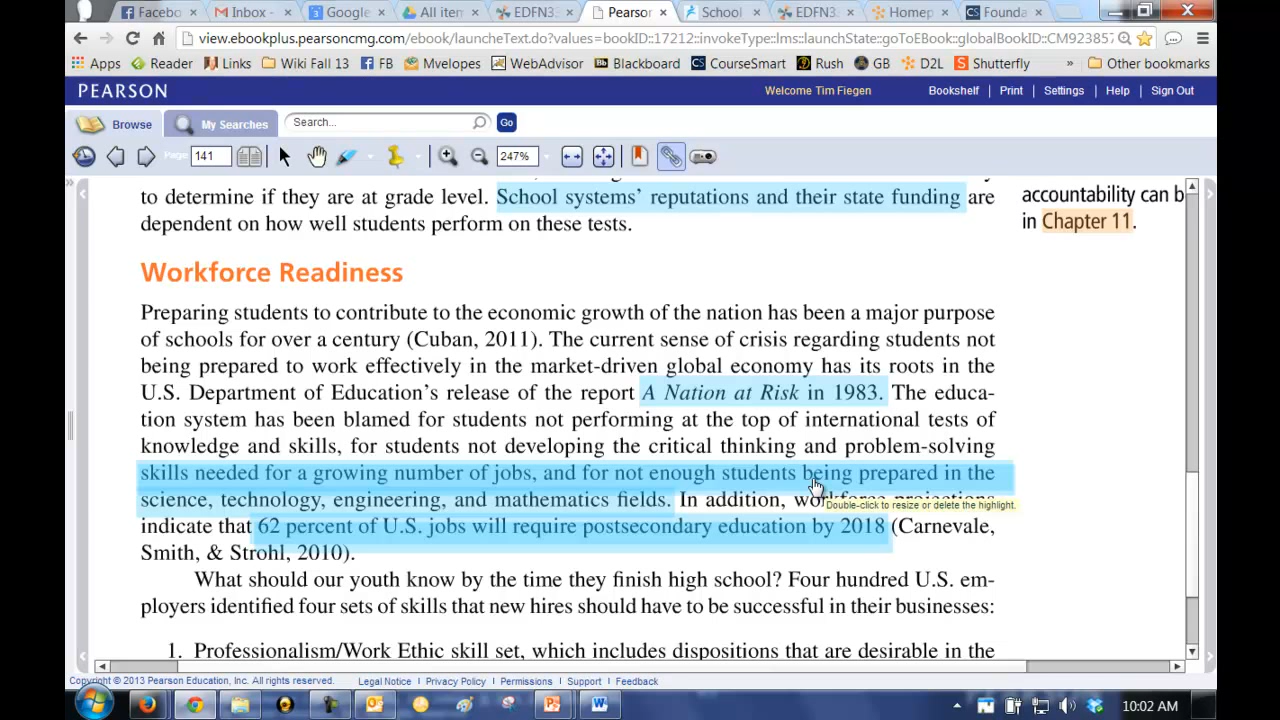 Facebo
Inbox -
Google
All item
EDFN33
Pearson
School
EDFN33
Homep
Founda
view.ebookplus.pearsoncmg.com/ebook/launcheText.do?values=bookID::17212::invokeType::lms::launchState::goToEBook::globalBookID::CM923857
Apps Reader Links Wiki Fall 13 FB Mvelopes WebAdvisor Blackboard CourseSmart Rush GB D2L Shutterfly » Other bookmarks
PEARSON Welcome Tim Fiegen Bookshelf | Print | Settings | Help | Sign Out
Browse My Searches Search... Go
Page 141 247%
to determine if they are at grade level. School systems' reputations and their state funding are
dependent on how well students perform on these tests.
accountability can b
in Chapter 11.
Workforce Readiness
Preparing students to contribute to the economic growth of the nation has been a major purpose
of schools for over a century (Cuban, 2011). The current sense of crisis regarding students not
being prepared to work effectively in the market-driven global economy has its roots in the
U.S. Department of Education's release of the report A Nation at Risk in 1983. The educa-
tion system has been blamed for students not performing at the top of international tests of
knowledge and skills, for students not developing the critical thinking and problem-solving
skills needed for a growing number of jobs, and for not enough students being prepared in the
science, technology, engineering, and mathematics fields. In addition, workforce projections
Double-click to resize or delete the highlight.
indicate that 62 percent of U.S. jobs will require postsecondary education by 2018 (Carnevale,
Smith, & Strohl, 2010).
What should our youth know by the time they finish high school? Four hundred U.S. em-
ployers identified four sets of skills that new hires should have to be successful in their businesses:
1. Professionalism/Work Ethic skill set, which includes dispositions that are desirable in the
Copyright © 2013 Pearson Education, Inc. All rights reserved. Legal Notice | Privacy Policy | Permissions | Support | Feedback
10:02 AM